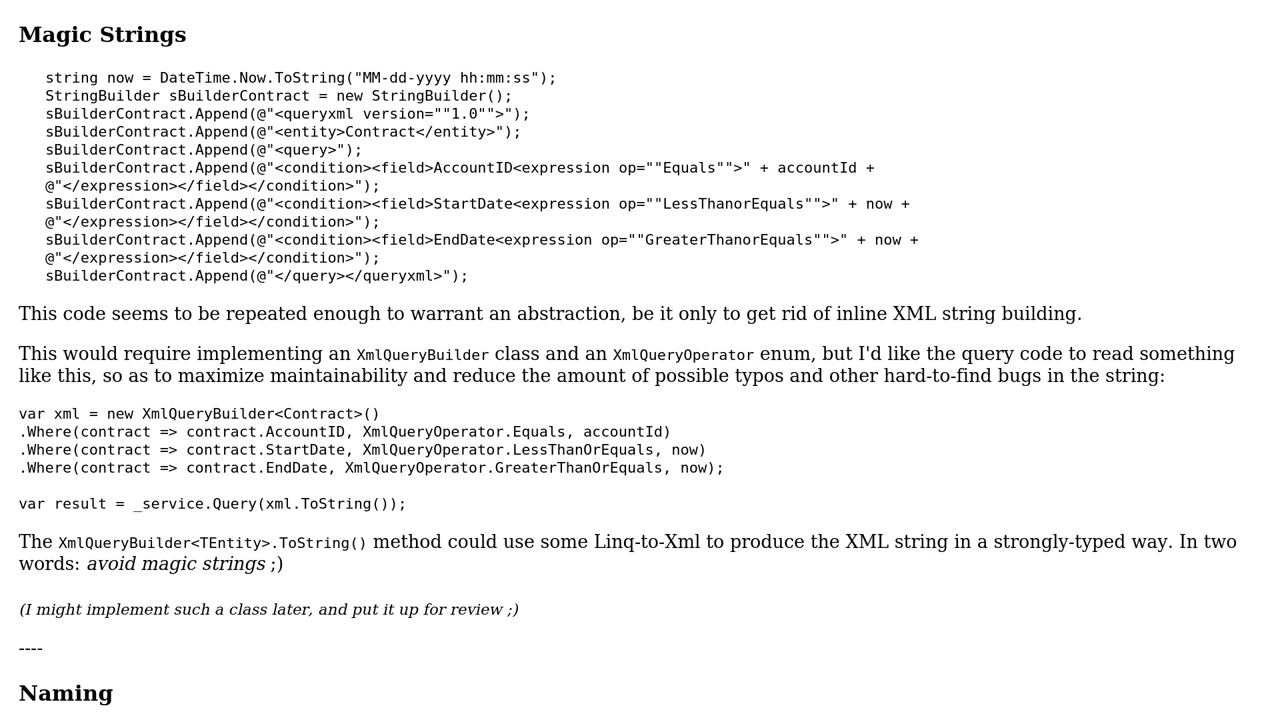 Magic Strings
string now = DateTime.Now.ToString("MM-dd-yyyy hh:mm:ss");
StringBuilder sBuilderContract = new StringBuilder();
sBuilderContract.Append(@"<queryxml version=""1.0"">");
sBuilderContract.Append(@"<entity>Contract</entity>");
sBuilderContract.Append(@"<query>");
sBuilderContract.Append(@"<condition><field>AccountID<expression op=""Equals"">" + accountId +
@"</expression></field></condition>");
sBuilderContract.Append(@"<condition><field>StartDate<expression op=""LessThanorEquals"">" + now +
@"</expression></field></condition>");
sBuilderContract.Append(@"<condition><field>EndDate<expression op=""GreaterThanorEquals"">" + now +
@"</expression></field></condition>");
sBuilderContract.Append(@"</query></queryxml>");
This code seems to be repeated enough to warrant an abstraction, be it only to get rid of inline XML string building.
This would require implementing an XmlQueryBuilder class and an XmlQueryOperator enum, but I'd like the query code to read something
like this, so as to maximize maintainability and reduce the amount of possible typos and other hard-to-find bugs in the string:
var xml = new XmlQueryBuilder<Contract>()
.Where(contract => contract.AccountID, XmlQueryOperator.Equals, accountId)
.Where(contract => contract.StartDate, XmlQueryOperator.LessThanOrEquals, now)
.Where(contract => contract.EndDate, XmlQueryOperator.GreaterThanOrEquals, now);
var result = _service.Query(xml.ToString());
The XmlQueryBuilder<TEntity>.ToString() method could use some Linq-to-Xml to produce the XML string in a strongly-typed way. In two
words: avoid magic strings ;)
(I might implement such a class later, and put it up for review ;)
----
Naming